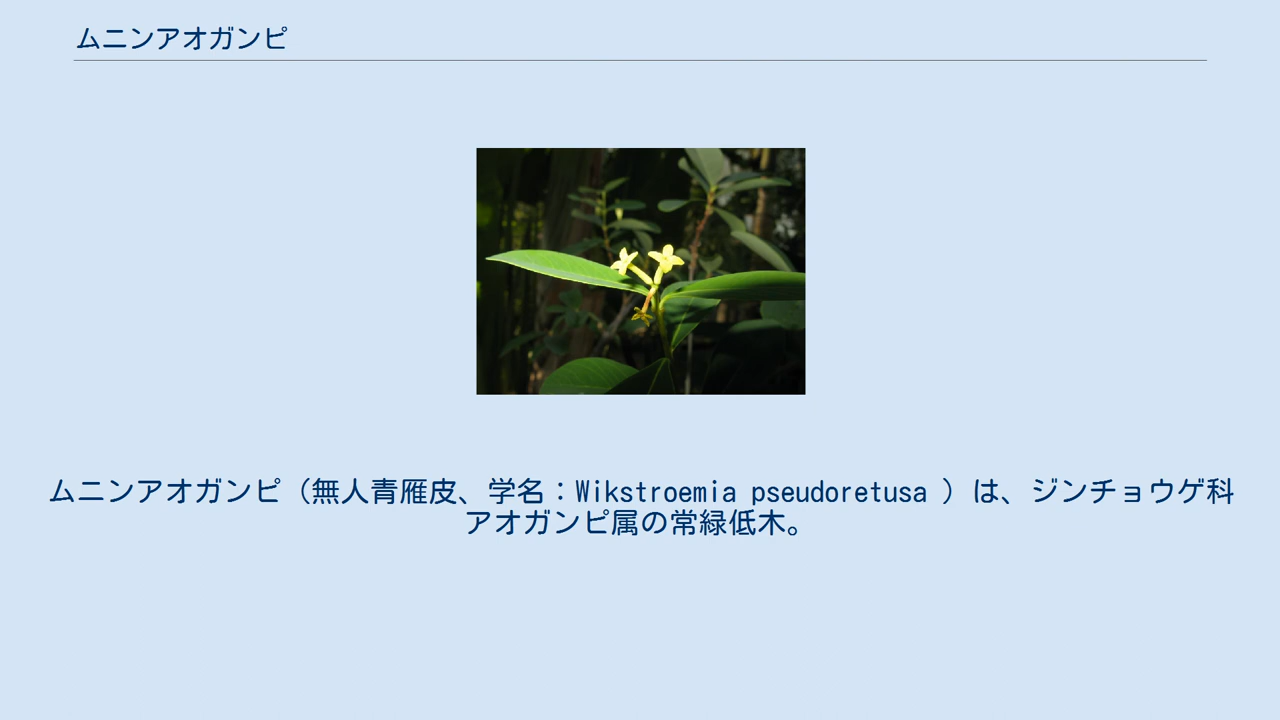 ムニンアオガンピ
ムニンアオガンピ（無人青雁皮、学名：Wikstroemia pseudoretusa ）は、ジンチョウゲ科
アオガンピ属の常緑低木。